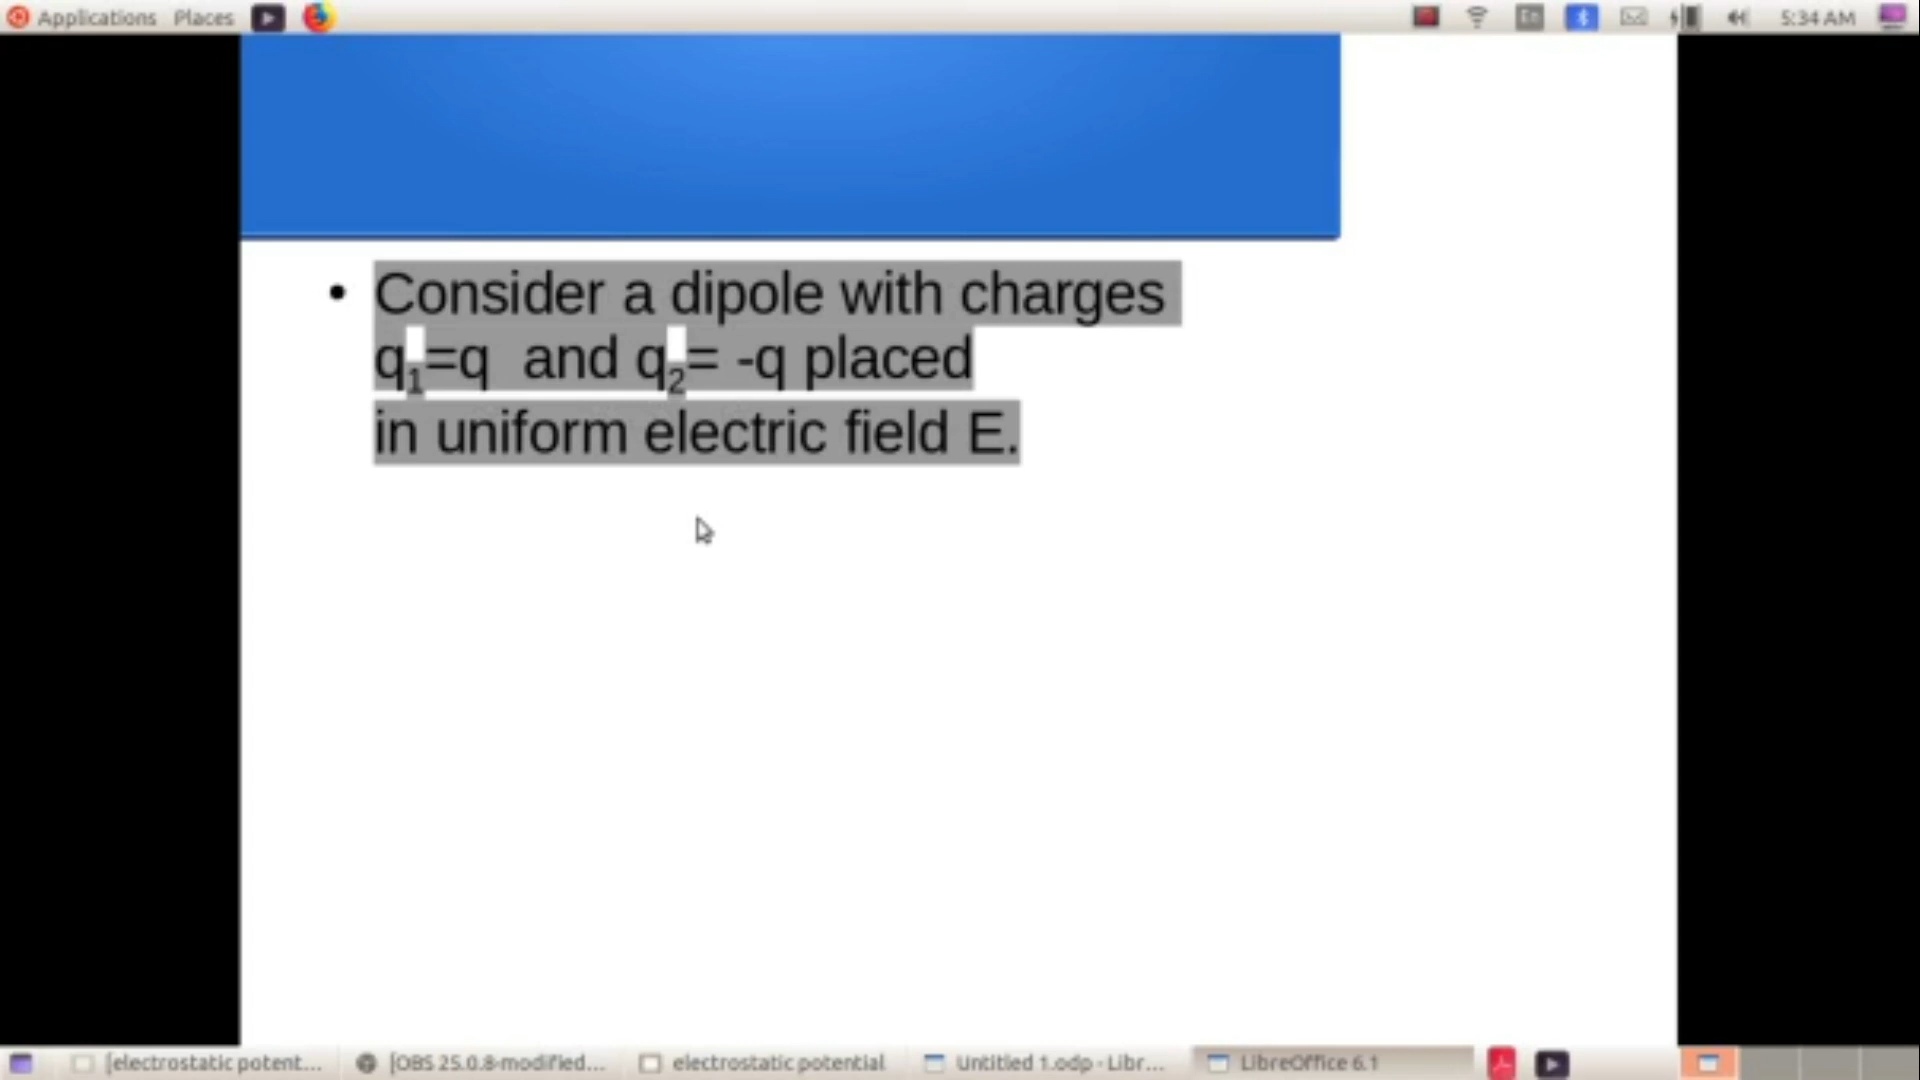 Applications Places En 5:34 AM
Consider a dipole with charges
q₁=q and q₂= -q placed
in uniform electric field E.
[electrostatic potent... [OBS 25.0.8-modified... electrostatic potential Untitled 1.odp - Libr... LibreOffice 6.1